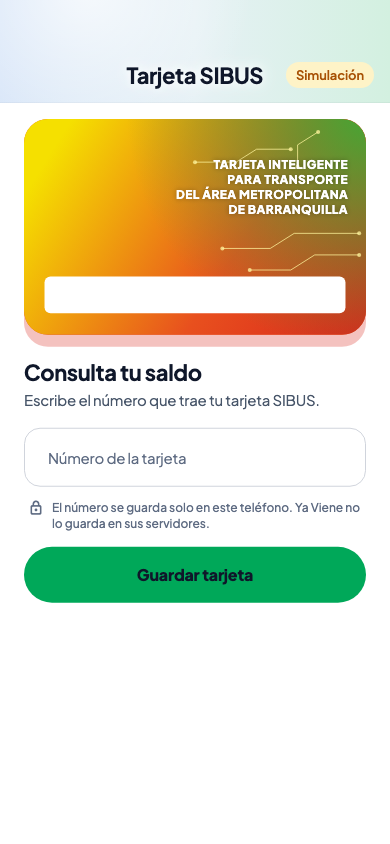 Tarjeta SIBUS
Simulación
TARJETA INTELIGENTE
PARA TRANSPORTE
DEL ÁREA METROPOLITANA
DE BARRANQUILLA
Consulta tu saldo
Escribe el número que trae tu tarjeta SIBUS.
Número de la tarjeta
El número se guarda solo en este teléfono. Ya Viene no
lo guarda en sus servidores.
Guardar tarjeta